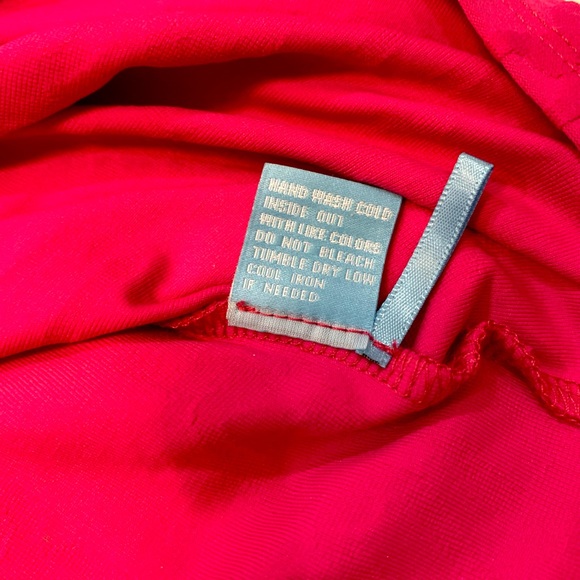 HAND WASH COLD
INSIDE OUT
WITH LIKE COLORS
DO NOT BLEACH
TUMBLE DRY LOW
COOL IRON
IF NEEDED